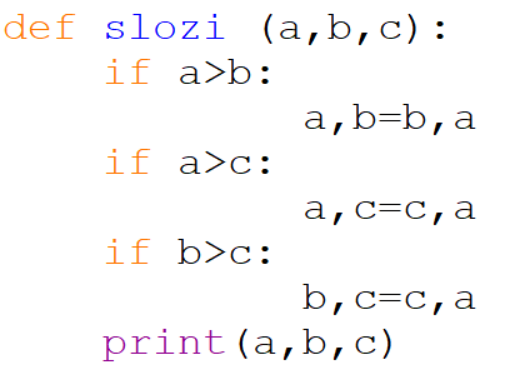 def slozi (a,b,c):
    if a>b:
        a,b=b,a
    if a>c:
        a,c=c,a
    if b>c:
        b,c=c,a
    print(a,b,c)